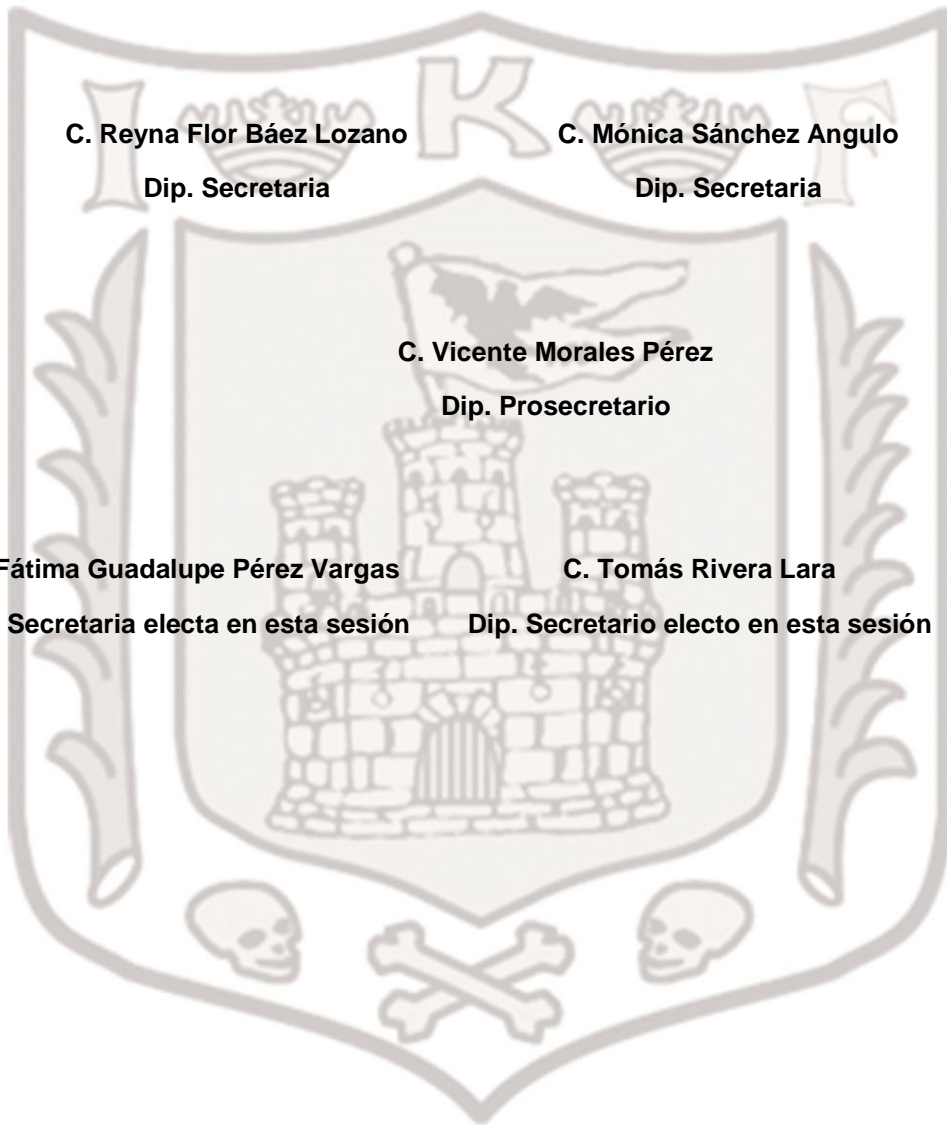 I K F
C. Reyna Flor Báez Lozano C. Mónica Sánchez Angulo
Dip. Secretaria Dip. Secretaria
C. Vicente Morales Pérez
Dip. Prosecretario
Fátima Guadalupe Pérez Vargas C. Tomás Rivera Lara
Secretaria electa en esta sesión Dip. Secretario electo en esta sesión